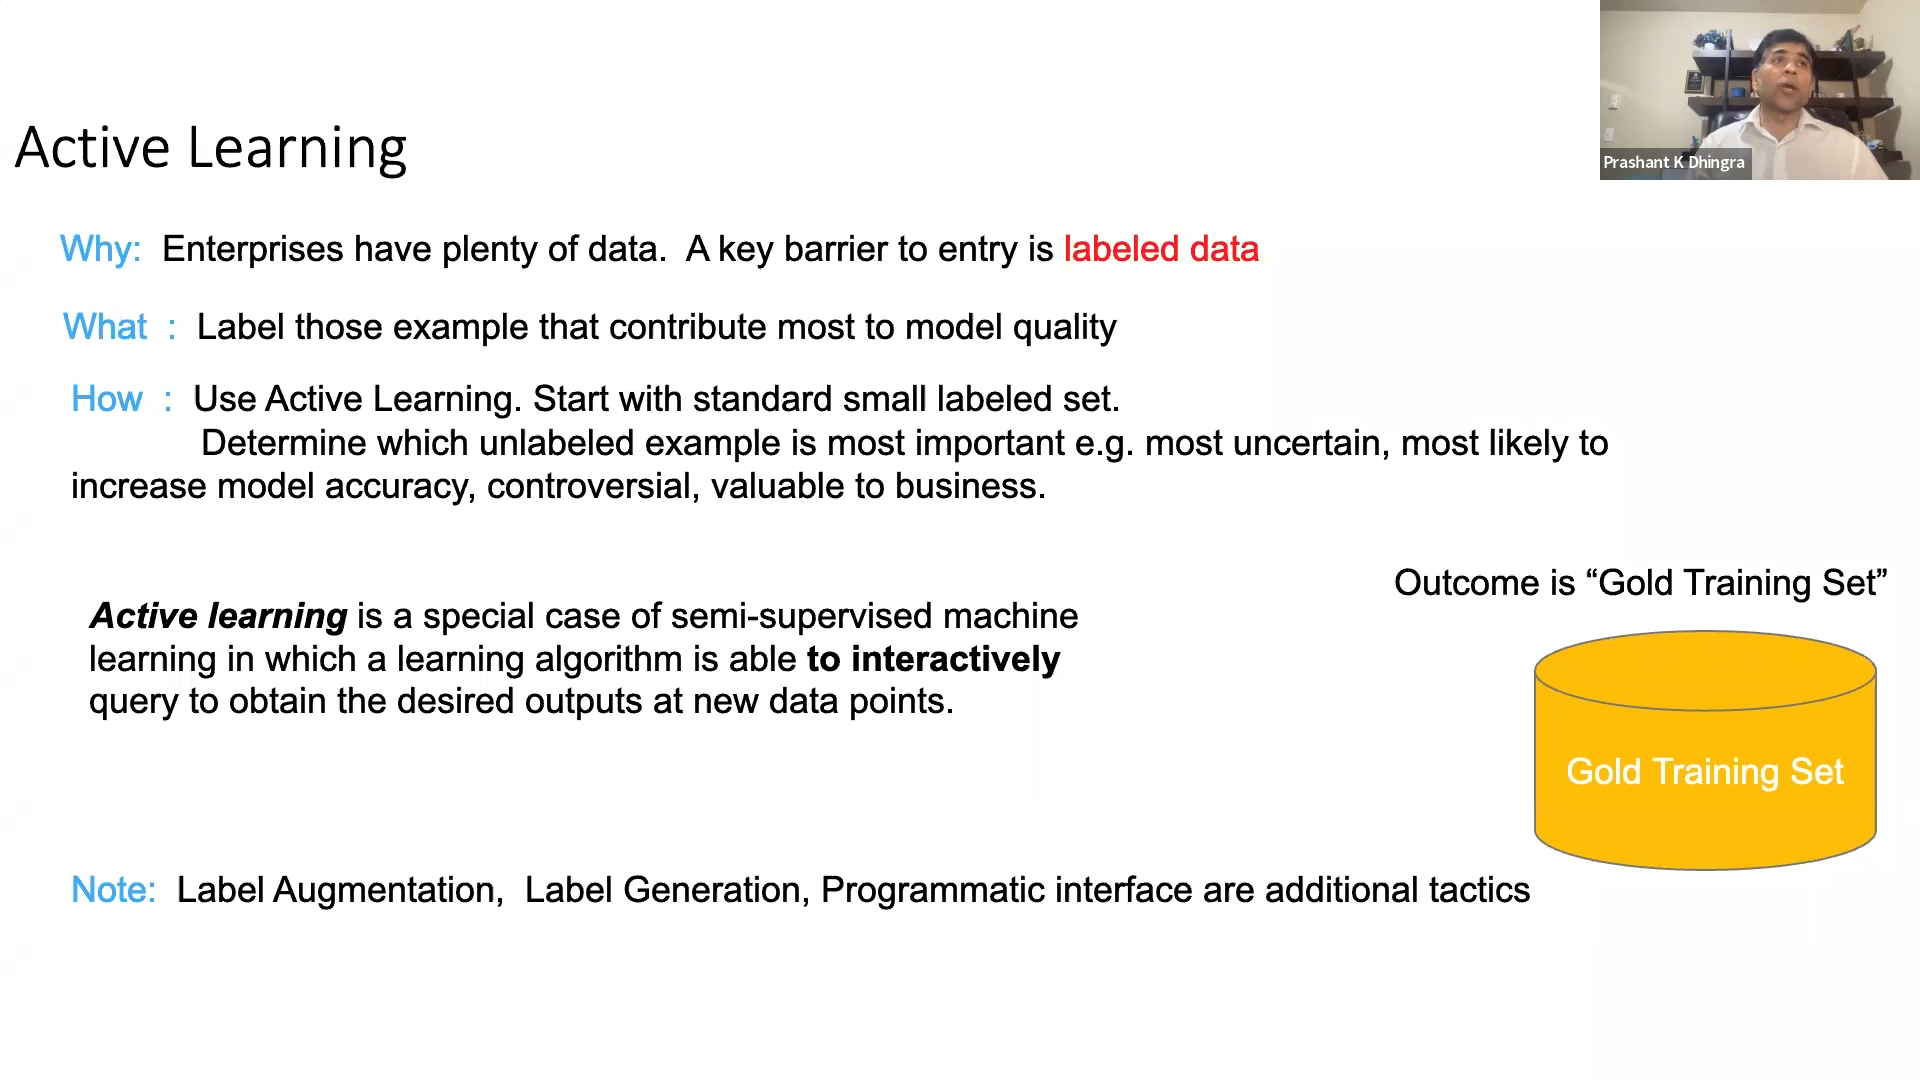 Prashant K Dhingra
Active Learning
Why: Enterprises have plenty of data. A key barrier to entry is labeled data
What : Label those example that contribute most to model quality
How : Use Active Learning. Start with standard small labeled set.
Determine which unlabeled example is most important e.g. most uncertain, most likely to
increase model accuracy, controversial, valuable to business.
Outcome is “Gold Training Set”
Active learning is a special case of semi-supervised machine
learning in which a learning algorithm is able to interactively
query to obtain the desired outputs at new data points.
Gold Training Set
Note: Label Augmentation, Label Generation, Programmatic interface are additional tactics